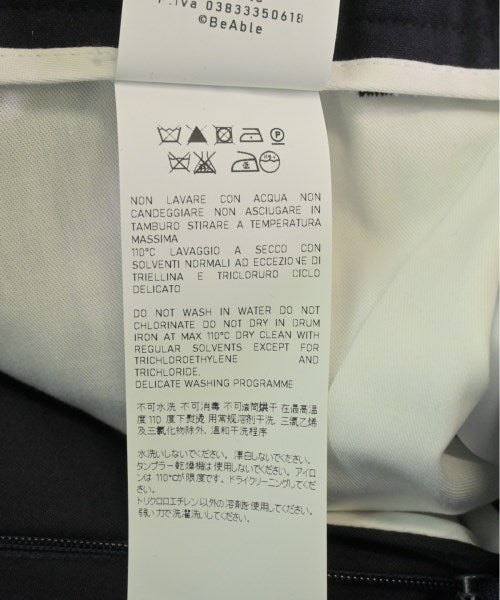 P.Iva 03833350618
©BeAble
NON LAVARE CON ACQUA NON
CANDEGGIARE NON ASCIUGARE IN
TAMBURO STIRARE A TEMPERATURA
MASSIMA
110°C LAVAGGIO A SECCO CON
SOLVENTI NORMALI AD ECCEZIONE DI
TRIELLINA E TRICLORURO CICLO
DELICATO
DO NOT WASH IN WATER DO NOT
CHLORINATE DO NOT DRY IN DRUM
IRON AT MAX 110°C DRY CLEAN WITH
REGULAR SOLVENTS EXCEPT FOR
TRICHLOROETHYLENE AND
TRICHLORIDE,
DELICATE WASHING PROGRAMME
不可水洗 不可消毒 不可滚筒烘干 在最高温
度 110 度下熨烫 用常规溶剂干洗, 三氯乙烯
及三氯化物除外, 温和干洗程序
水洗いしないでください。漂白しないでください。
タンブラー乾燥機は使用しないでください。アイロ
ンは 110°Cが限度です。ドライクリーニングしてくだ
さい。
トリクロロエチレン以外の溶剤を使用してください。
弱い力で洗濯洗いしてください。